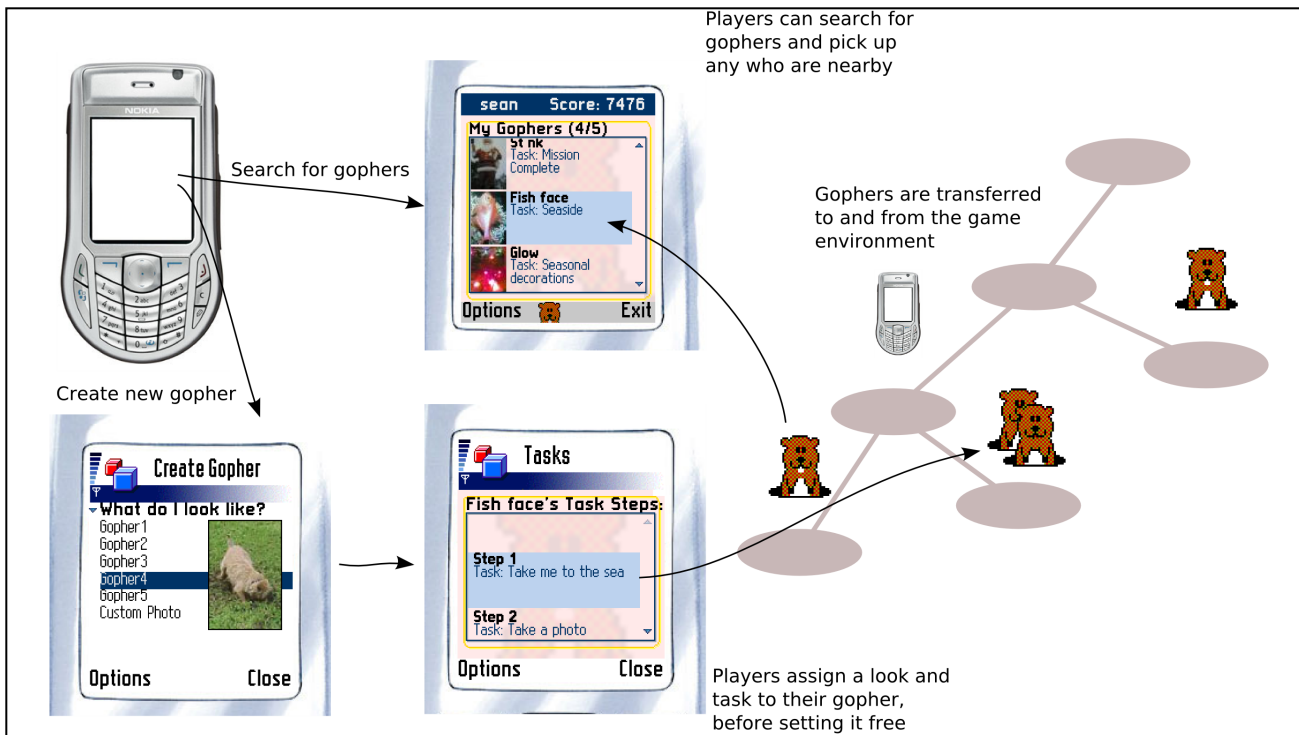 Players can search for
gophers and pick up
any who are nearby
NOKIA
Search for gophers
sean Score: 7476
My Gophers (4/5)
St nk
Task: Mission
Complete
Fish face
Task: Seaside
Glow
Task: Seasonal
decorations
Options Exit
Gophers are transferred
to and from the game
environment
Create new gopher
Create Gopher
What do I look like?
Gopher1
Gopher2
Gopher3
Gopher4
Gopher5
Custom Photo
Options Close
Tasks
Fish face's Task Steps:
Step 1
Task: Take me to the sea
Step 2
Task: Take a photo
Options Close
Players assign a look and
task to their gopher,
before setting it free